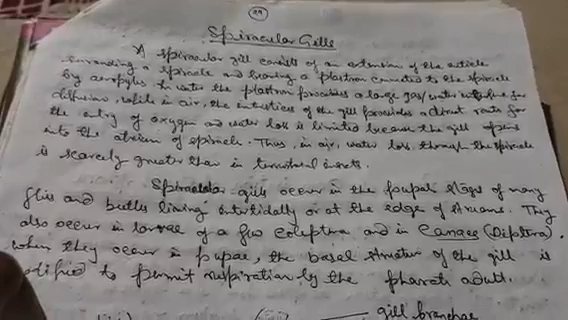 29
Spiracular Gills
A spiracular gill consists of an extension of the cuticle
surrounding a spiracle and bearing a plastron connected to the spiracle
by aeropyles. In water the plastron provides a large gas/water interface for
diffusion, while in air, the interstices of the gill provides a direct route for
the entry of oxygen and water loss is limited because the gill opens
into the atrium of spiracle. Thus, in air, water loss through the spiracle
is scarcely greater than in terrestrial insects.
Spiracular gills occur in the pupal stage of many
flies and beetles living intertidally or at the edge of streams. They
also occur in larvae of a few coleoptera and in Canace (Diptera).
When they occur in pupae, the basal structure of the gill is
modified to permit respiration by the pharate adult.
gill branchae